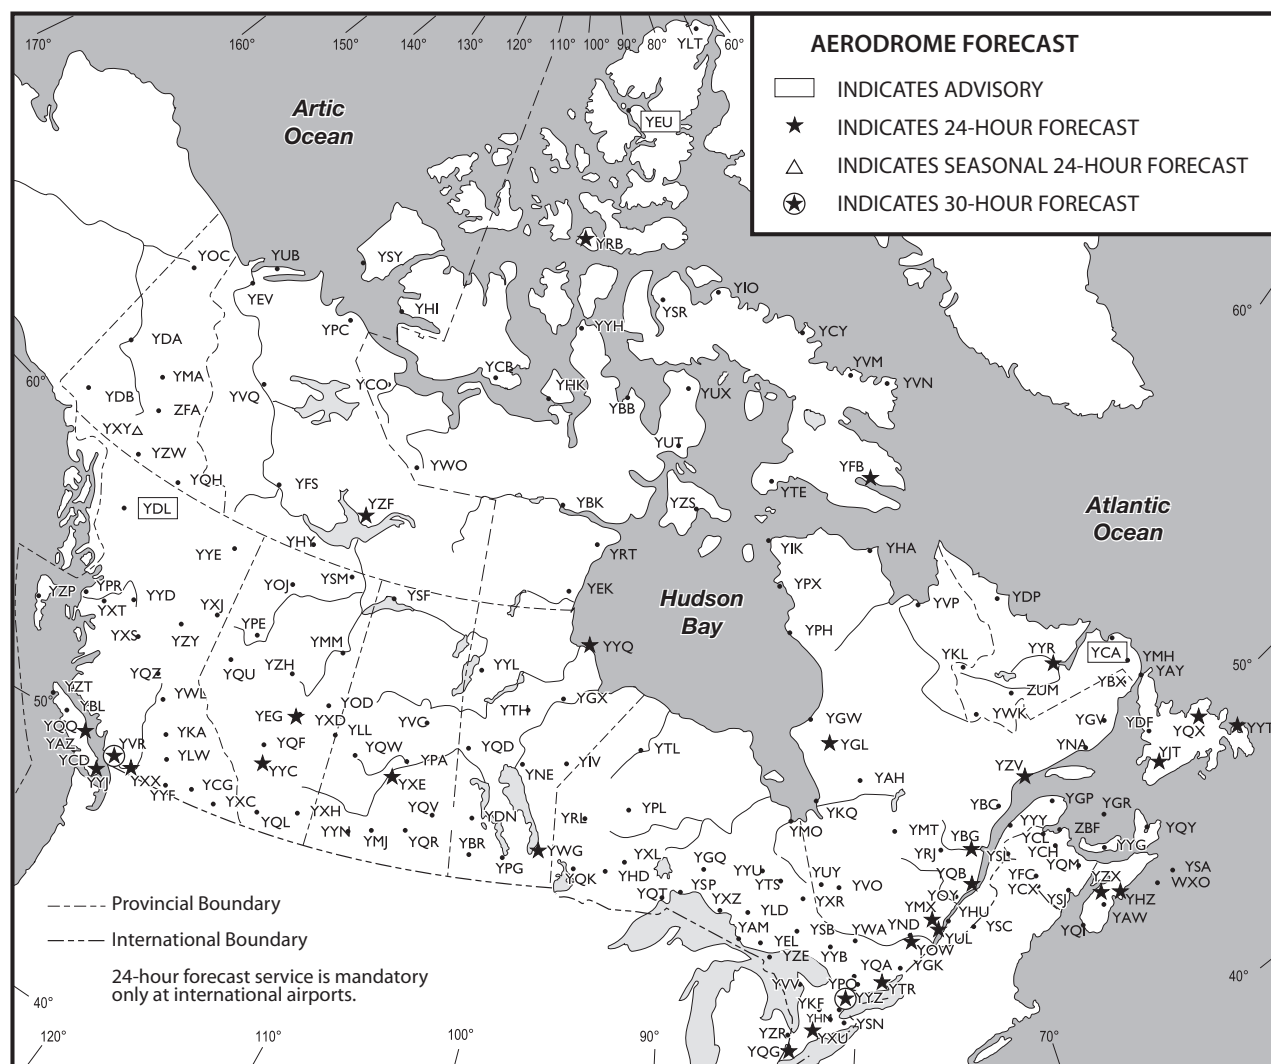 170°
160°
150°
140°
130°
120°
110°
100°
90°
80°
60°
YLT
AERODROME FORECAST
INDICATES ADVISORY
INDICATES 24-HOUR FORECAST
INDICATES SEASONAL 24-HOUR FORECAST
INDICATES 30-HOUR FORECAST
Artic
Ocean
YEU
YRB
YOC
YUB
YSY
YEV
YHI
YIO
YSR
60°
YPC
YYH
YCY
YDA
YCB
YVM
YMA
YCO
YHK
YVN
60°
YDB
YVQ
YUX
ZFA
YBB
YXY
YUT
YZW
YWO
YFB
YQH
YFS
YTE
YZF
YBK
YZS
Atlantic
Ocean
YDL
YHY
YRT
YIK
YHA
YYE
YOJ
YSM
YEK
YPX
YZP
YPR
YYD
YSF
Hudson
Bay
YVP
YDP
YXT
YXJ
YXS
YZY
YPE
YMM
YYQ
YPH
YYR
YCA
YKL
YMH
YAY
50°
YQZ
YQU
YZH
YYL
YBX
50°
YZT
YWL
YOD
YGX
ZUM
YBL
YEG
YXD
YVC
YTH
YGW
YWK
YGV
YDF
YQX
YYT
YQQ
YAZ
YVR
YKA
YQF
YLL
YQW
YQD
YTL
YGL
YNA
YIT
YCD
YLW
YYC
YPA
YNE
YIV
YZV
YYJ
YXX
YYF
YCG
YXE
YAH
YXC
YQL
YXH
YQV
YDN
YRL
YPL
YKQ
YBC
YGP
YGR
YYN
YMJ
YQR
YBR
YWG
YMO
YMT
YBG
YYY
YCL
ZBF
YQY
YPG
YXL
YGQ
YRJ
YSL
YCH
YYG
YQK
YHD
YYU
YUY
YQB
YFC
YQM
YSA
YQT
YSP
YTS
YVO
YCX
YZX
WXO
YXZ
YXR
YOY
YSJ
YHZ
YLD
YMX
YHU
YAW
YAM
YSB
YWA
YND
YUL
YSC
YQI
YEL
YOW
YZE
YYB
YQA
YGK
40°
YVV
YPQ
YYZ
YTR
YKF
YHM
YSN
YZR
YXU
YQG
Provincial Boundary
International Boundary
24-hour forecast service is mandatory
only at international airports.
40°
120°
110°
100°
90°
70°